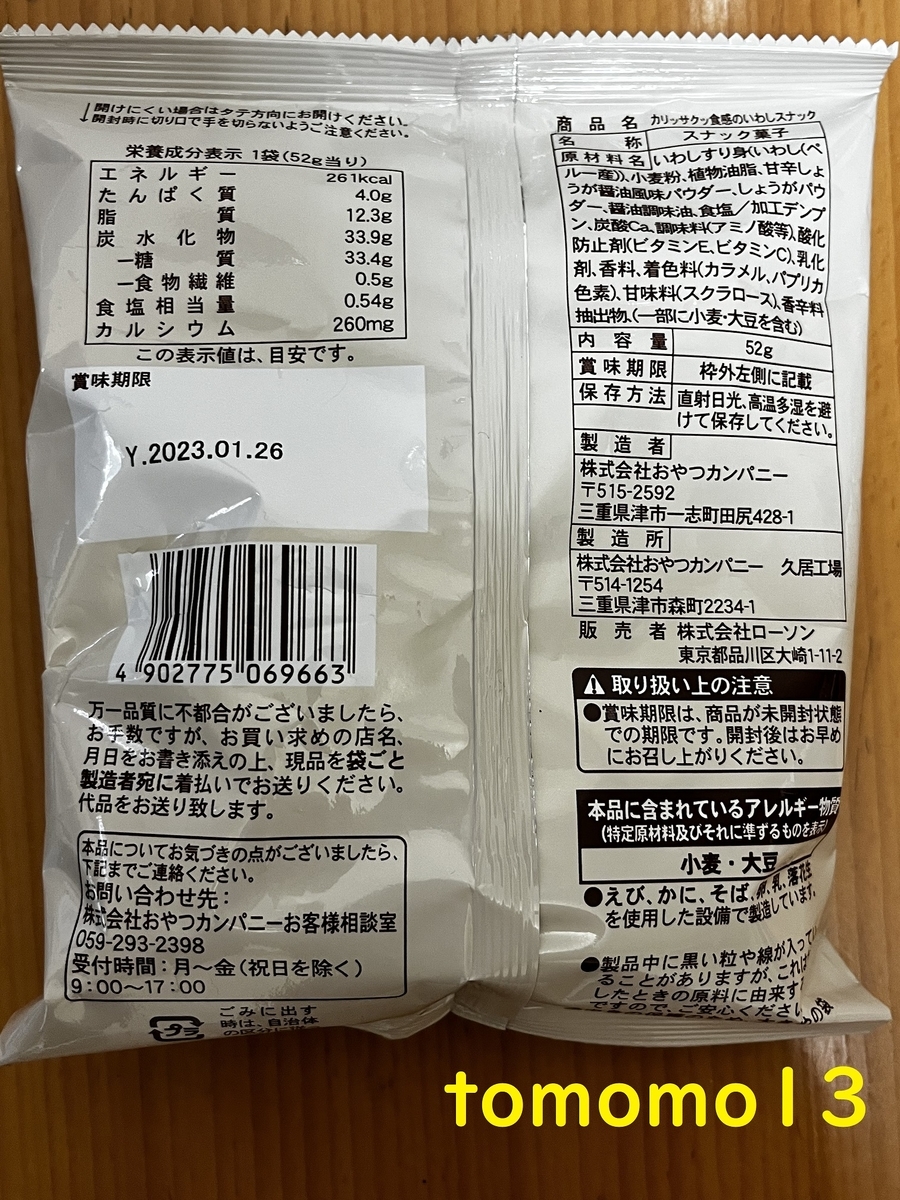 ↓開けにくい場合はタテ方向にお開けください。
開封時に切り口で手を切らないようご注意ください。
栄養成分表示 1袋(52g当り)
エネルギー 261kcal
たんぱく質 4.0g
脂質 12.3g
炭水化物 33.9g
ー糖質 33.4g
ー食物繊維 0.5g
食塩相当量 0.54g
カルシウム 260mg
この表示値は、目安です。
賞味期限
Y.2023.01.26
4 902775 069663
万一品質に不都合がございましたら、
お手数ですが、お買い求めの店名、
月日をお書き添えの上、現品を袋ごと
製造者宛に着払いでお送りください。
代品をお送り致します。
本品についてお気づきの点がございましたら、
下記までご連絡ください。
お問い合わせ先：
株式会社おやつカンパニーお客様相談室
059-293-2398
受付時間：月〜金(祝日を除く)
9：00〜17：00
プラ
ごみに出す
時は、自治体
の区分に
商品名 カリッサクッ食感のいわしスナック
名称 スナック菓子
原材料名 いわしすり身(いわし(ペ
ルー産))、小麦粉、植物油脂、甘辛しょ
うが醤油風味パウダー、しょうがパウ
ダー、醤油調味油、食塩／加工デンプ
ン、炭酸Ca、調味料(アミノ酸等)、酸化
防止剤(ビタミンE、ビタミンC)、乳化
剤、香料、着色料(カラメル、パプリカ
色素)、甘味料(スクラロース)、香辛料
抽出物、(一部に小麦・大豆を含む)
内容量 52g
賞味期限 枠外左側に記載
保存方法 直射日光、高温多湿を避
けて保存してください。
製造者
株式会社おやつカンパニー
〒515-2592
三重県津市一志町田尻428-1
製造所
株式会社おやつカンパニー 久居工場
〒514-1254
三重県津市森町2234-1
販売者 株式会社ローソン
東京都品川区大崎1-11-2
取り扱い上の注意
●賞味期限は、商品が未開封状態
での期限です。開封後はお早め
にお召し上がりください。
本品に含まれているアレルギー物質
(特定原材料及びそれに準ずるものを表示)
小麦・大豆
●えび、かに、そば、卵、乳、落花生
を使用した設備で製造しています。
●製品中に黒い粒や線が入ってい
ることがありますが、これは
したときの原料に由来す
ですので、ご安心ください。
tomomo13